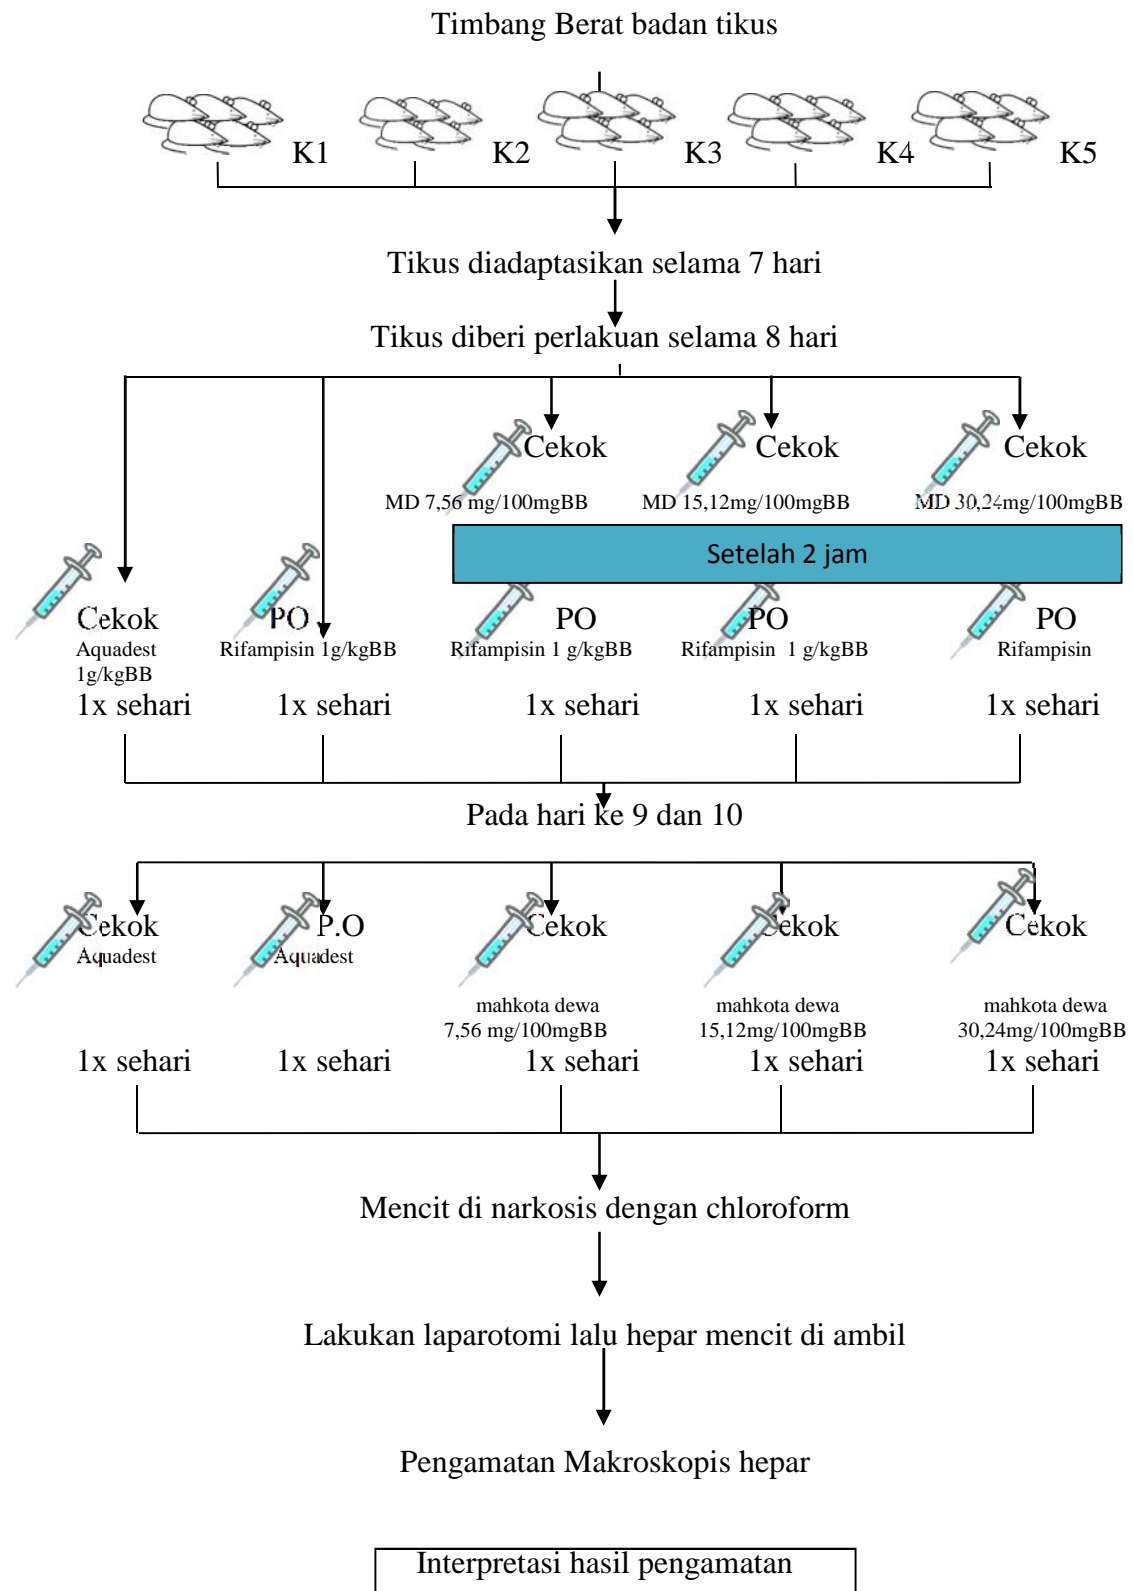 Timbang Berat badan tikus
K1 K2 K3 K4 K5
Tikus diadaptasikan selama 7 hari
Tikus diberi perlakuan selama 8 hari
Cekok Cekok Cekok
MD 7,56 mg/100mgBB MD 15,12mg/100mgBB MD 30,24mg/100mgBB
Setelah 2 jam
Cekok PO PO PO PO
Aquadest Rifampisin 1g/kgBB Rifampisin 1 g/kgBB Rifampisin 1 g/kgBB Rifampisin
1g/kgBB
1x sehari 1x sehari 1x sehari 1x sehari 1x sehari
Pada hari ke 9 dan 10
Cekok P.O Cekok Cekok Cekok
Aquadest Aquadest
mahkota dewa mahkota dewa mahkota dewa
7,56 mg/100mgBB 15,12mg/100mgBB 30,24mg/100mgBB
1x sehari 1x sehari 1x sehari 1x sehari 1x sehari
Mencit di narkosis dengan chloroform
Lakukan laparotomi lalu hepar mencit di ambil
Pengamatan Makroskopis hepar
Interpretasi hasil pengamatan